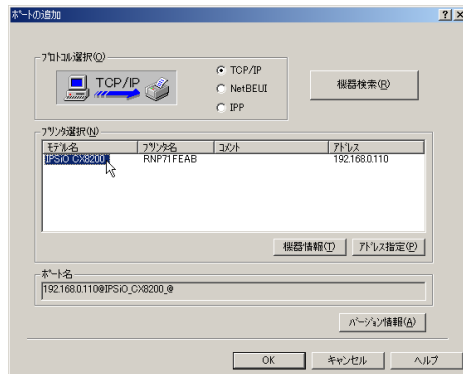 ポートの追加
プロトコル選択(O)
TCP/IP
TCP/IP
NetBEUI
IPP
機器検索(R)
プリンタ選択(N)
モデル名 プリンタ名 コメント アドレス
IPSiO CX8200 RNP71FEAB 192.168.0.110
機器情報(T) アドレス指定(P)
ポート名
192.168.0.110@IPSiO_CX8200_@
バージョン情報(A)
OK キャンセル ヘルプ